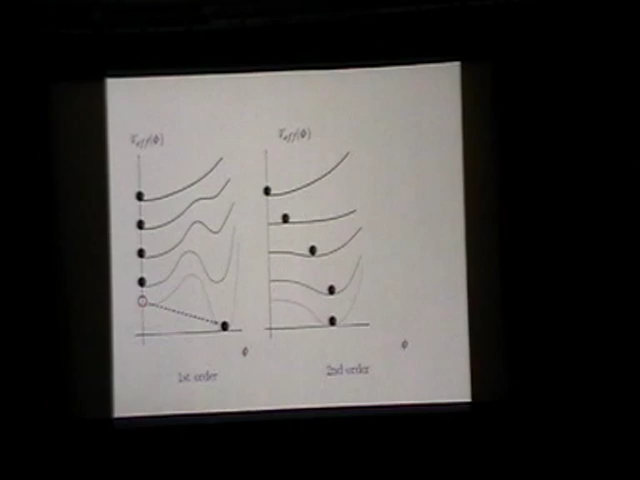 V_eff(Φ)
V_eff(Φ)
Φ
Φ
1st order
2nd order